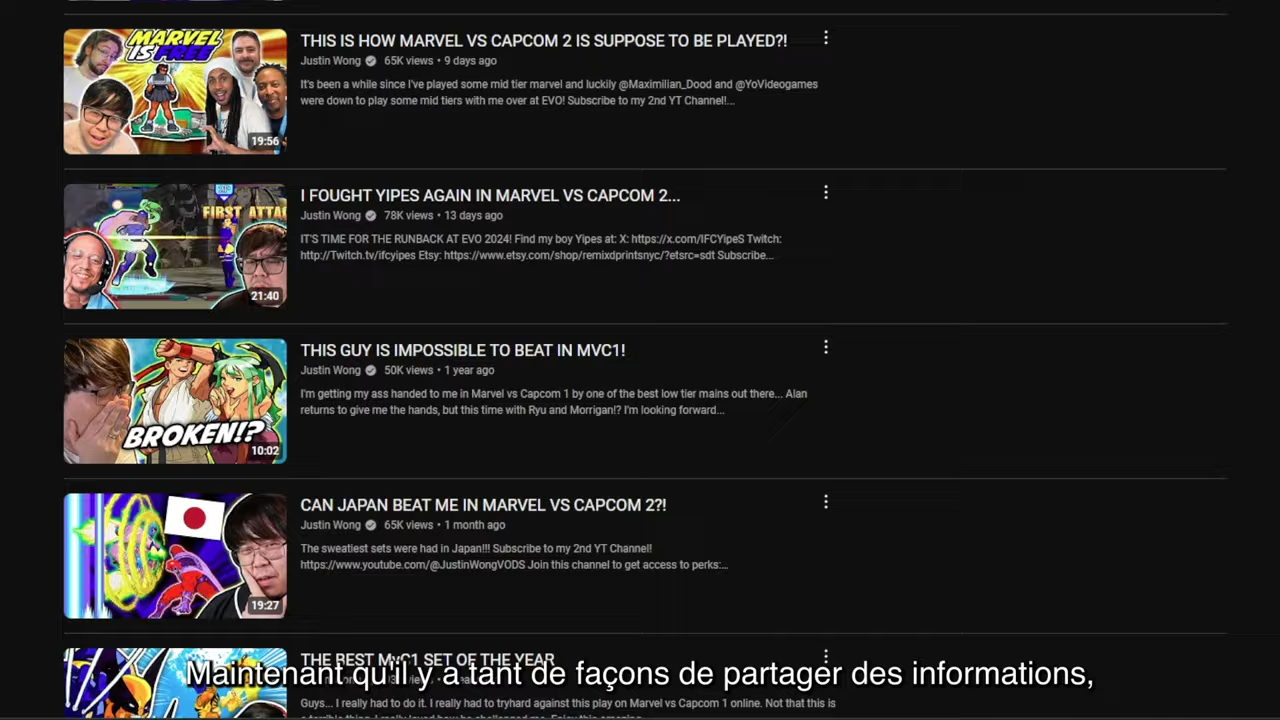 MARVEL
IS FREE
19:56
THIS IS HOW MARVEL VS CAPCOM 2 IS SUPPOSE TO BE PLAYED?!
Justin Wong 65K views • 9 days ago
It's been a while since I've played some mid tier marvel and luckily @Maximilian_Dood and @YoVideogames
were down to play some mid tiers with me over at EVO! Subscribe to my 2nd YT Channel!...
FIRST ATTA
21:40
I FOUGHT YIPES AGAIN IN MARVEL VS CAPCOM 2...
Justin Wong 78K views • 13 days ago
IT'S TIME FOR THE RUNBACK AT EVO 2024! Find my boy Yipes at: X: https://x.com/IFCYipeS Twitch:
http://Twitch.tv/ifcyipes Etsy: https://www.etsy.com/shop/remixdprintsnyc/?etsrc=sdt Subscribe...
BROKEN!?
10:02
THIS GUY IS IMPOSSIBLE TO BEAT IN MVC1!
Justin Wong 50K views • 1 year ago
I'm getting my ass handed to me in Marvel vs Capcom 1 by one of the best low tier mains out there... Alan
returns to give me the hands, but this time with Ryu and Morrigan!? I'm looking forward...
19:27
CAN JAPAN BEAT ME IN MARVEL VS CAPCOM 2?!
Justin Wong 65K views • 1 month ago
The sweatiest sets were had in Japan!!! Subscribe to my 2nd YT Channel!
https://www.youtube.com/@JustinWongVODS Join this channel to get access to perks:...
THE BEST MvC1 SET OF THE YEAR
Maintenant qu'il y a tant de façons de partager des informations,
Guys... I really had to do it. I really had to tryhard against this play on Marvel vs Capcom 1 online. Not that this is